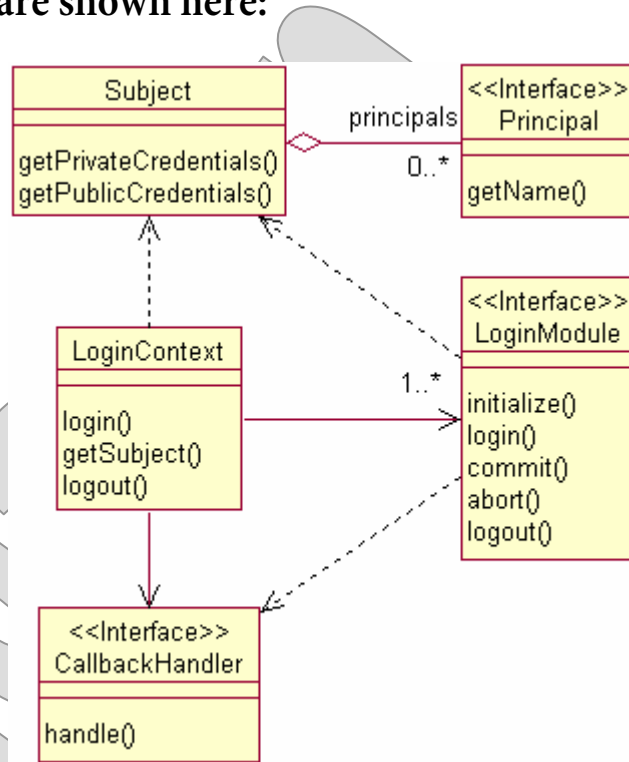 are shown here:
Subject
getPrivateCredentials()
getPublicCredentials()
principals
0..*
<<Interface>>
Principal
getName()
LoginContext
login()
getSubject()
logout()
1..*
<<Interface>>
LoginModule
initialize()
login()
commit()
abort()
logout()
<<Interface>>
CallbackHandler
handle()